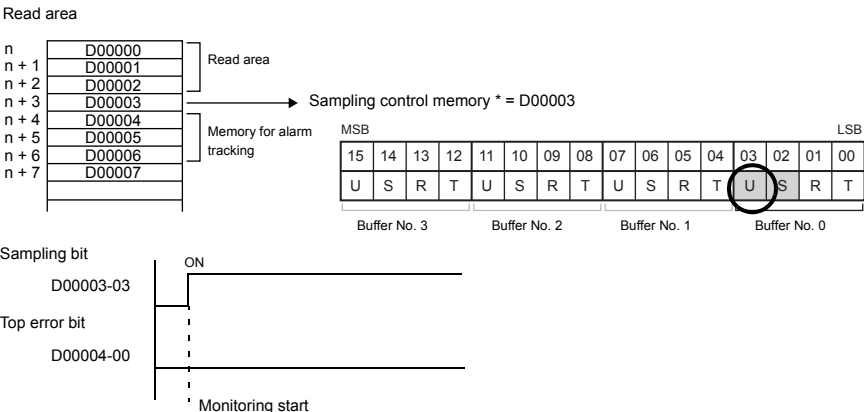 Read area
n D00000
n + 1 D00001
n + 2 D00002
Read area
n + 3 D00003
Sampling control memory * = D00003
n + 4 D00004
n + 5 D00005
n + 6 D00006
Memory for alarm
tracking
n + 7 D00007
MSB LSB
15 14 13 12 11 10 09 08 07 06 05 04 03 02 01 00
U S R T U S R T U S R T U S R T
Buffer No. 3 Buffer No. 2 Buffer No. 1 Buffer No. 0
Sampling bit
ON
D00003-03
Top error bit
D00004-00
Monitoring start